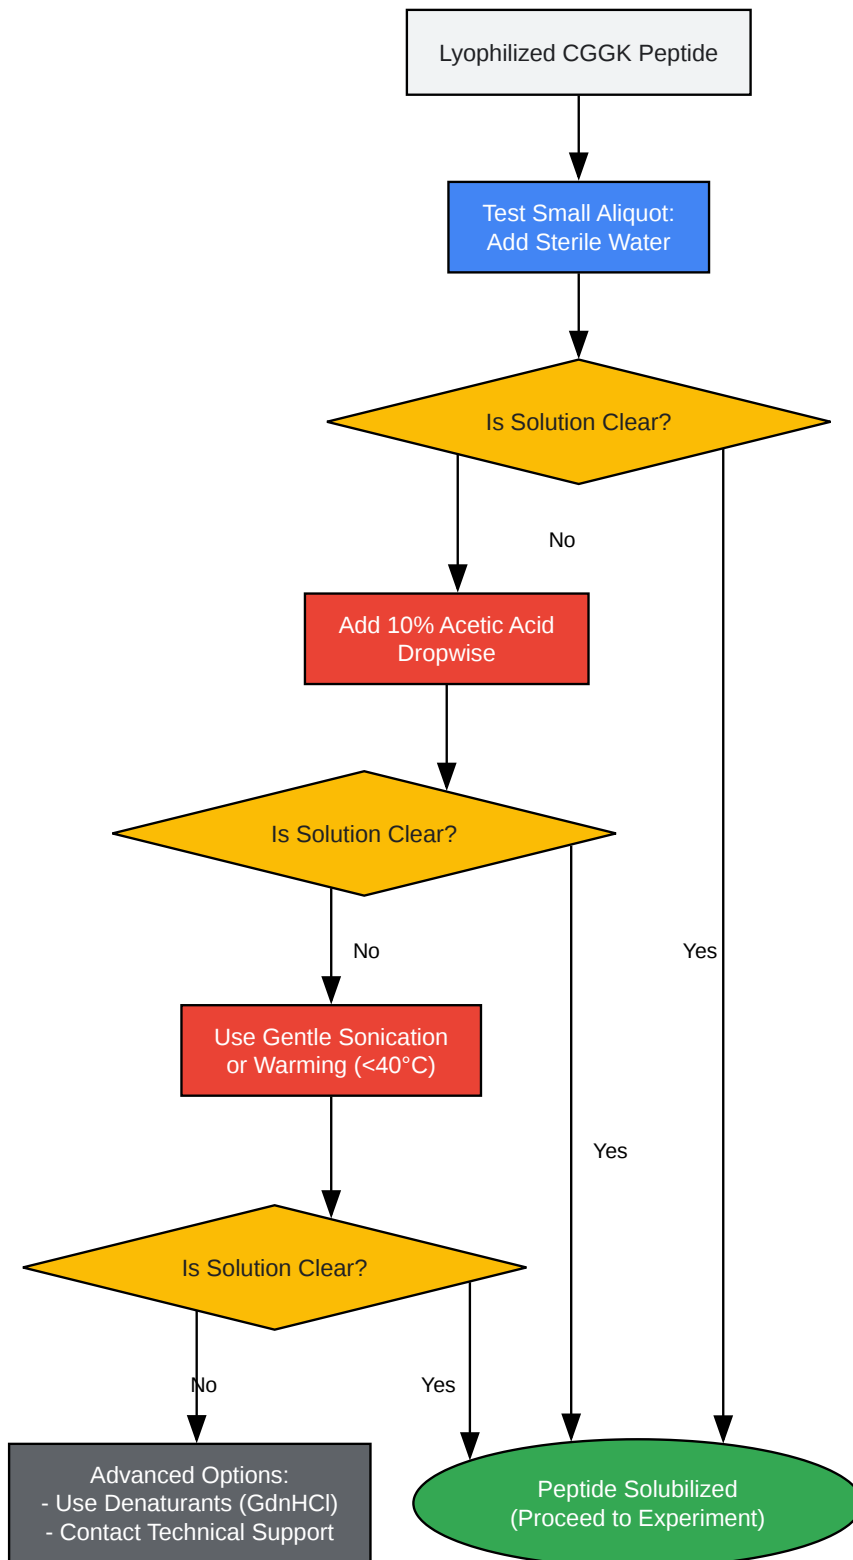 Lyophilized CGGK Peptide
Test Small Aliquot:
Add Sterile Water
Is Solution Clear?
No
Add 10% Acetic Acid
Dropwise
Is Solution Clear?
No
Yes
Use Gentle Sonication
or Warming (<40°C)
Yes
Is Solution Clear?
No
Yes
Advanced Options:
- Use Denaturants (GdnHCl)
- Contact Technical Support
Peptide Solubilized
(Proceed to Experiment)